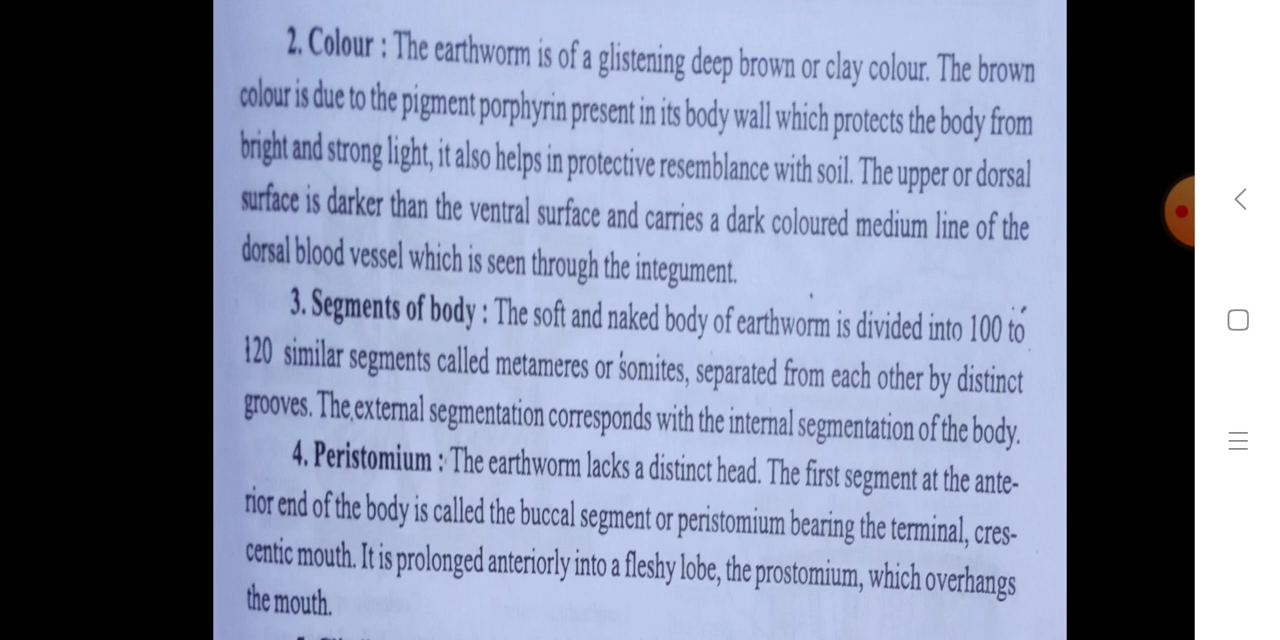 2. Colour : The earthworm is of a glistening deep brown or clay colour. The brown
colour is due to the pigment porphyrin present in its body wall which protects the body from
bright and strong light, it also helps in protective resemblance with soil. The upper or dorsal
surface is darker than the ventral surface and carries a dark coloured medium line of the
dorsal blood vessel which is seen through the integument.
3. Segments of body : The soft and naked body of earthworm is divided into 100 to
120 similar segments called metameres or somites, separated from each other by distinct
grooves. The external segmentation corresponds with the internal segmentation of the body.
4. Peristomium : The earthworm lacks a distinct head. The first segment at the ante-
rior end of the body is called the buccal segment or peristomium bearing the terminal, cres-
centic mouth. It is prolonged anteriorly into a fleshy lobe, the prostomium, which overhangs
the mouth.